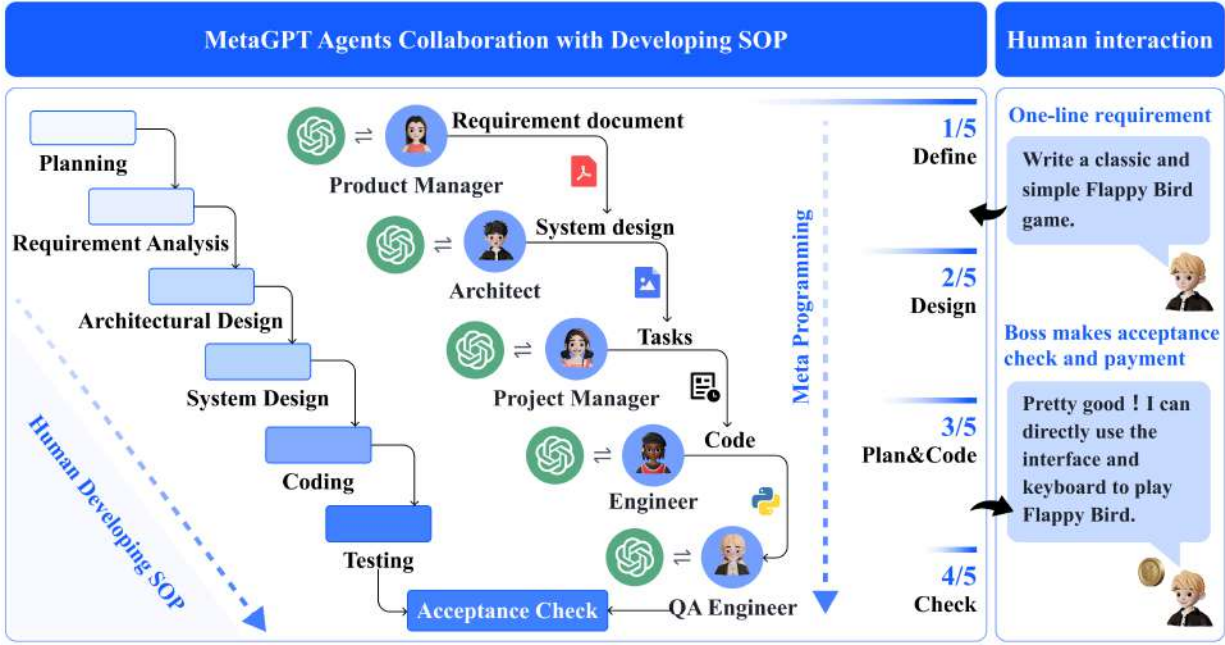 MetaGPT Agents Collaboration with Developing SOP
Human interaction
Planning
Requirement Analysis
Architectural Design
System Design
Coding
Testing
Acceptance Check
Human Developing SOP
Requirement document
Product Manager
System design
Architect
Tasks
Project Manager
Code
Engineer
QA Engineer
Meta Programming
1/5
Define
2/5
Design
3/5
Plan&Code
4/5
Check
One-line requirement
Write a classic and
simple Flappy Bird
game.
Boss makes acceptance
check and payment
Pretty good！I can
directly use the
interface and
keyboard to play
Flappy Bird.